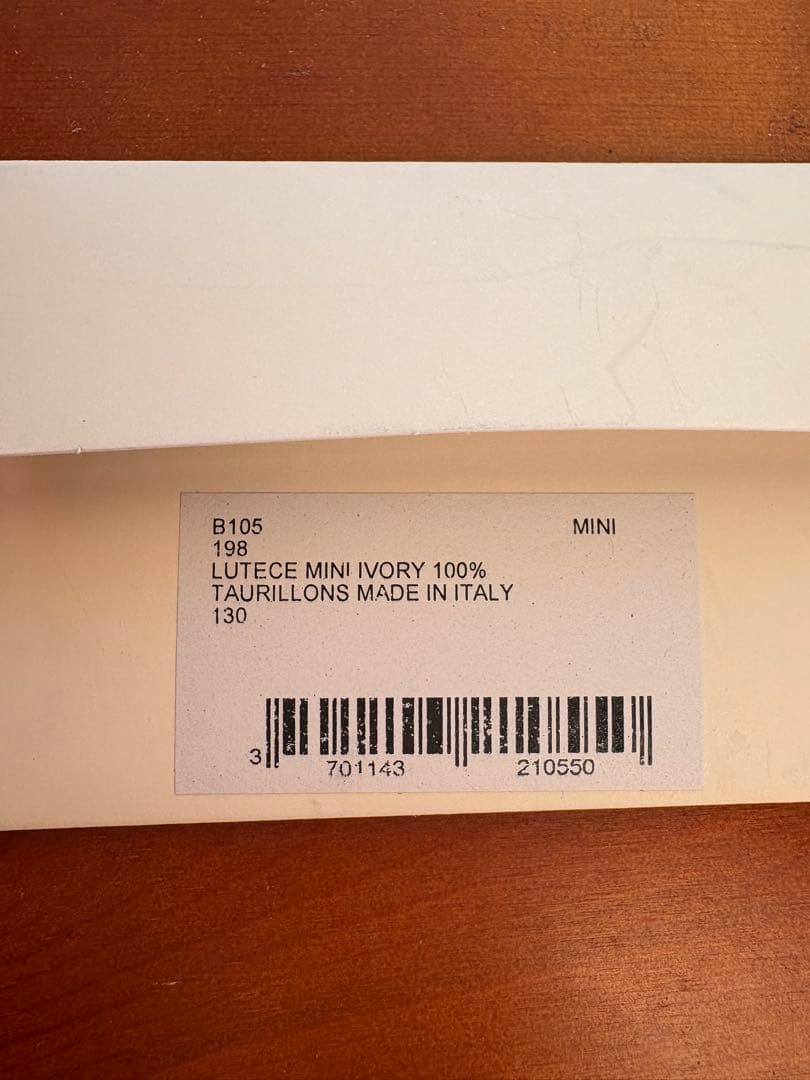 B105 MINI
198
LUTECE MINI IVORY 100%
TAURILLONS MADE IN ITALY
130
3 701143 210550